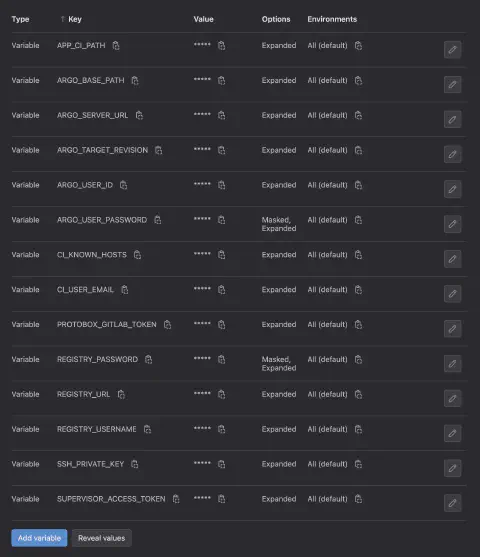 Type ↑ Key Value Options Environments
Variable APP_CI_PATH ***** Expanded All (default)
Variable ARGO_BASE_PATH ***** Expanded All (default)
Variable ARGO_SERVER_URL ***** Expanded All (default)
Variable ARGO_TARGET_REVISION ***** Expanded All (default)
Variable ARGO_USER_ID ***** Expanded All (default)
Variable ARGO_USER_PASSWORD ***** Masked, All (default)
Expanded
Variable CI_KNOWN_HOSTS ***** Expanded All (default)
Variable CI_USER_EMAIL ***** Expanded All (default)
Variable PROTOBOX_GITLAB_TOKEN ***** Expanded All (default)
Variable REGISTRY_PASSWORD ***** Masked, All (default)
Expanded
Variable REGISTRY_URL ***** Expanded All (default)
Variable REGISTRY_USERNAME ***** Expanded All (default)
Variable SSH_PRIVATE_KEY ***** Expanded All (default)
Variable SUPERVISOR_ACCESS_TOKEN ***** Expanded All (default)
Add variable Reveal values